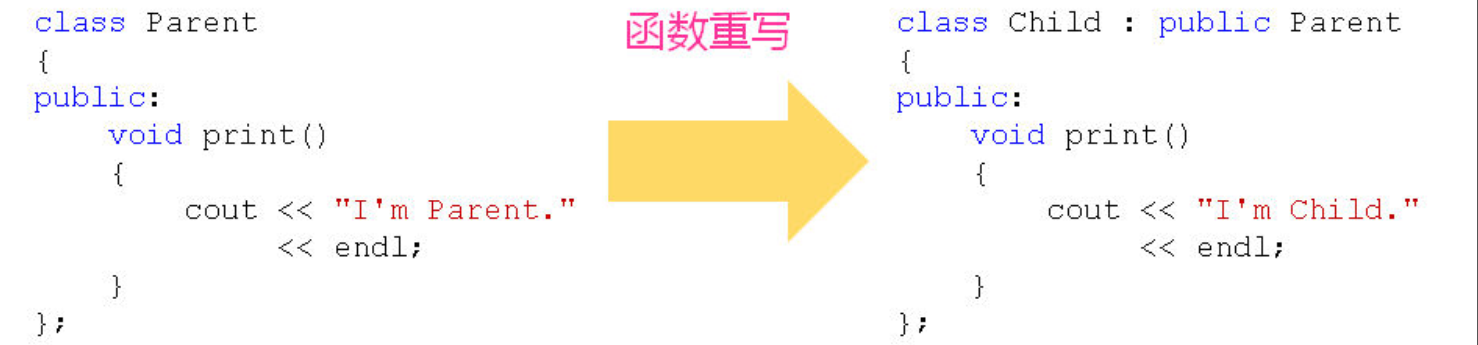 class Parent
{
public:
    void print()
    {
        cout << "I'm Parent."
             << endl;
    }
};
函数重写
class Child : public Parent
{
public:
    void print()
    {
        cout << "I'm Child."
             << endl;
    }
};